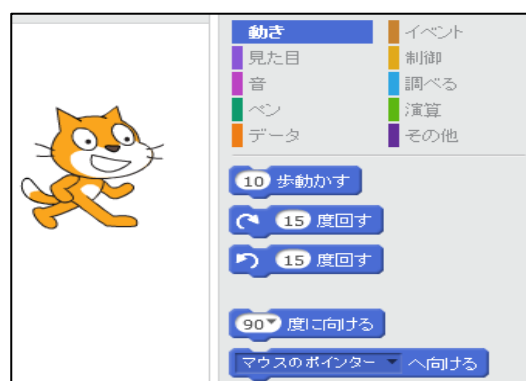 動き イベント
見た目 制御
音 調べる
ペン 演算
データ その他
10 歩動かす
15 度回す
15 度回す
90 度に向ける
マウスのポインター へ向ける